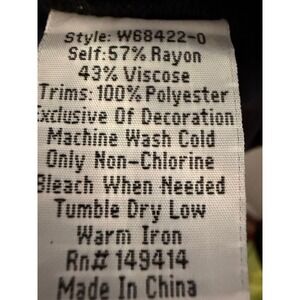 Style: W68422-0
Self:57% Rayon
43% Viscose
Trims:100% Polyester
Exclusive Of Decoration
Machine Wash Cold
Only Non-Chlorine
Bleach When Needed
Tumble Dry Low
Warm Iron
Rn# 149414
Made In China